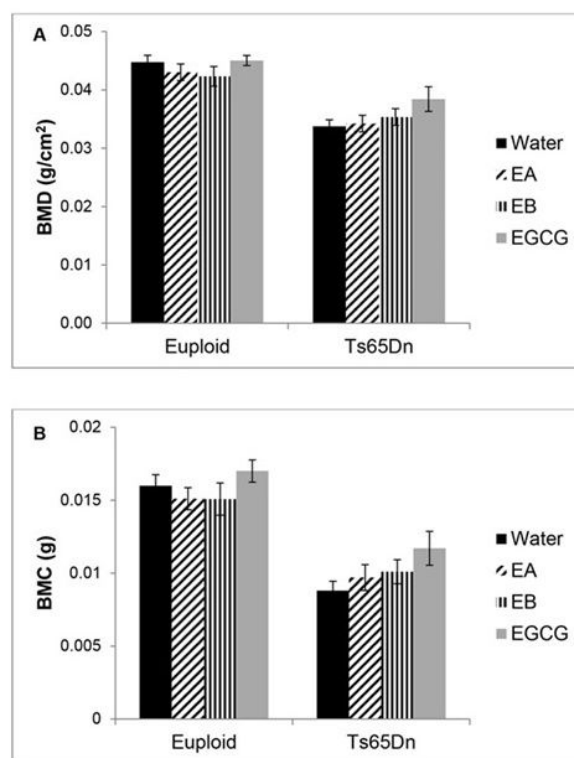 A
BMD (g/cm²)
0.05
0.04
0.03
0.02
0.01
0.00
Euploid
Ts65Dn
Water
EA
EB
EGCG
B
BMC (g)
0.02
0.015
0.01
0.005
0
Euploid
Ts65Dn
Water
EA
EB
EGCG